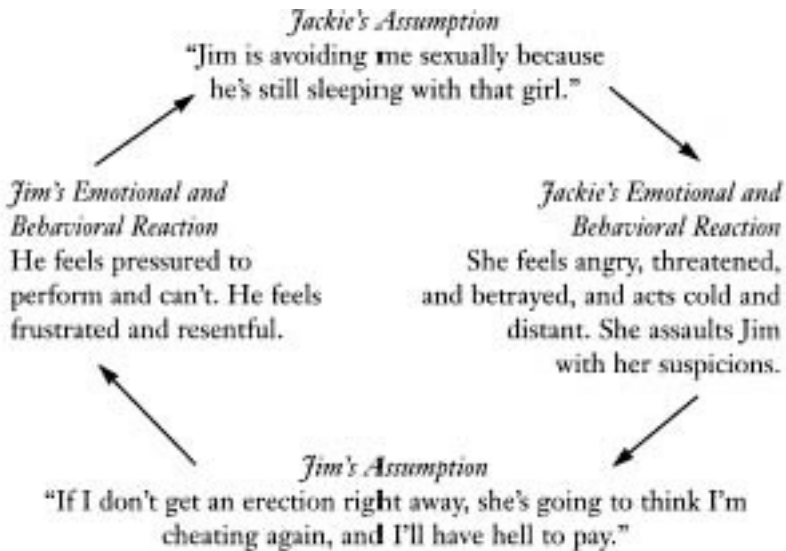 Jackie's Assumption
“Jim is avoiding me sexually because
he's still sleeping with that girl.”
Jackie's Emotional and
Behavioral Reaction
She feels angry, threatened,
and betrayed, and acts cold and
distant. She assaults Jim
with her suspicions.
Jim's Assumption
“If I don't get an erection right away, she's going to think I'm
cheating again, and I'll have hell to pay.”
Jim's Emotional and
Behavioral Reaction
He feels pressured to
perform and can't. He feels
frustrated and resentful.